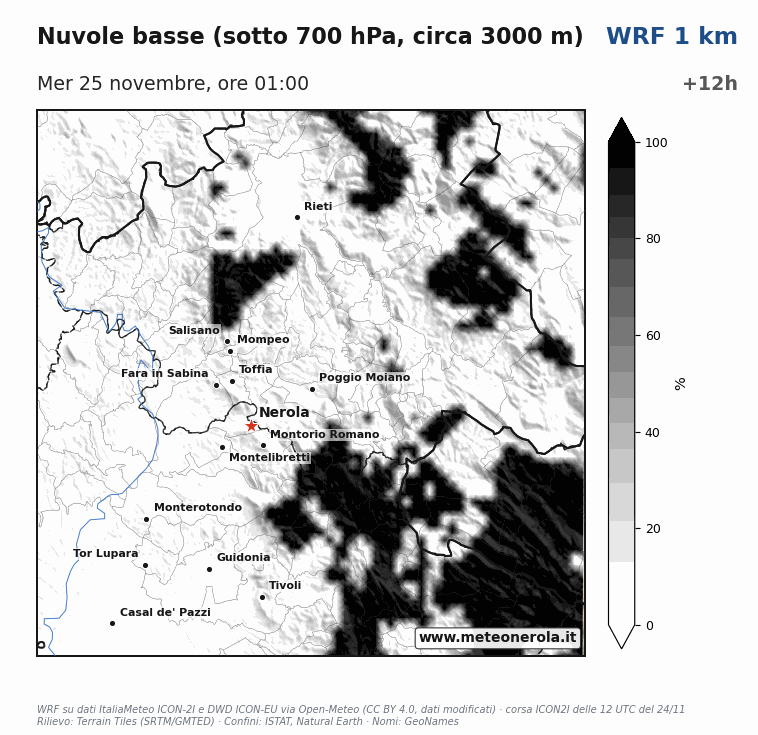 Nuvole basse (sotto 700 hPa, circa 3000 m) WRF 1 km
Mer 25 novembre, ore 01:00 +12h
100
80
60
40
20
0
%
Rieti
Salisano
Mompeo
Toffia
Fara in Sabina
Poggio Moiano
Nerola
Montorio Romano
Montelibretti
Monterotondo
Tor Lupara
Guidonia
Tivoli
Casal de' Pazzi
www.meteonerola.it
WRF su dati ItaliaMeteo ICON-2I e DWD ICON-EU via Open-Meteo (CC BY 4.0, dati modificati) · corsa ICON2I delle 12 UTC del 24/11
Rilievo: Terrain Tiles (SRTM/GMTED) · Confini: ISTAT, Natural Earth · Nomi: GeoNames